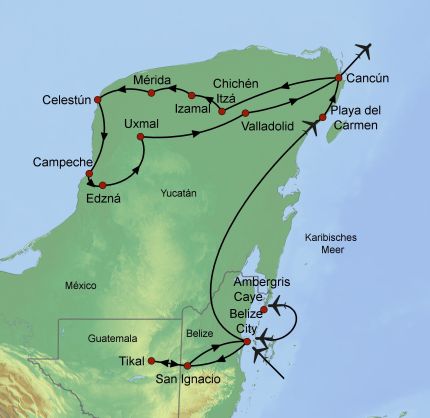 Mérida
Chichén
Itzá
Cancún
Celestún
Izamal
Uxmal
Valladolid
Playa del
Carmen
Campeche
Edzná
Yucatán
Karibisches
Meer
México
Ambergris
Caye
Belize
City
Guatemala
Belize
Tikal
San Ignacio